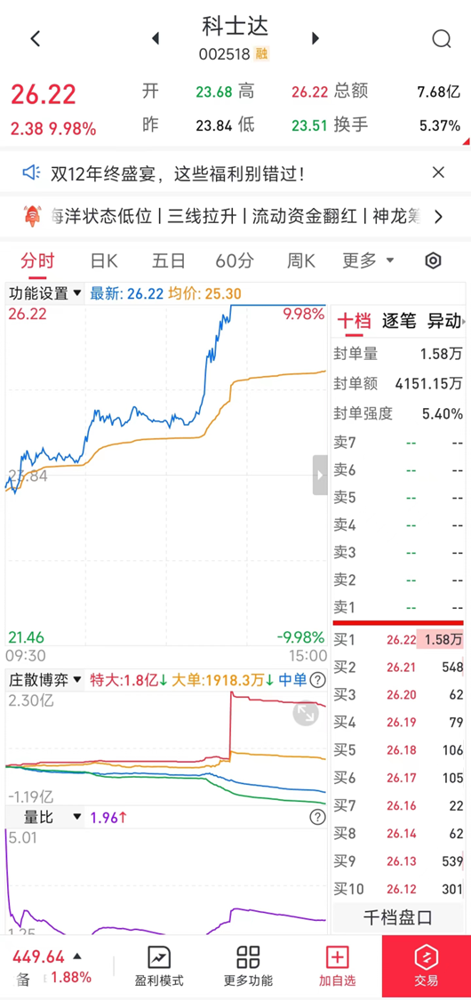 科士达
002518 融
26.22 开 23.68 高 26.22 总额 7.68亿
2.38 9.98% 昨 23.84 低 23.51 换手 5.37%
双12年终盛宴，这些福利别错过！
海洋状态低位 | 三线拉升 | 流动资金翻红 | 神龙筹
分时 日K 五日 60分 周K 更多
功能设置 最新: 26.22 均价: 25.30
26.22 9.98%
23.84
21.46 -9.98%
09:30 15:00
十档 逐笔 异动
封单量 1.58万
封单额 4151.15万
封单强度 5.40%
卖7 -- --
卖6 -- --
卖5 -- --
卖4 -- --
卖3 -- --
卖2 -- --
卖1 -- --
买1 26.22 1.58万
买2 26.21 548
买3 26.20 62
买4 26.19 79
买5 26.18 106
买6 26.17 105
买7 26.16 22
买8 26.14 62
买9 26.13 539
买10 26.12 301
千档盘口
庄散博弈 特大:1.8亿↓ 大单:1918.3万↓ 中单 ?
2.30亿
-1.19亿
量比 1.96↑ ?
5.01
1.25
449.64
备 1.88%
盈利模式
更多功能
加自选
交易